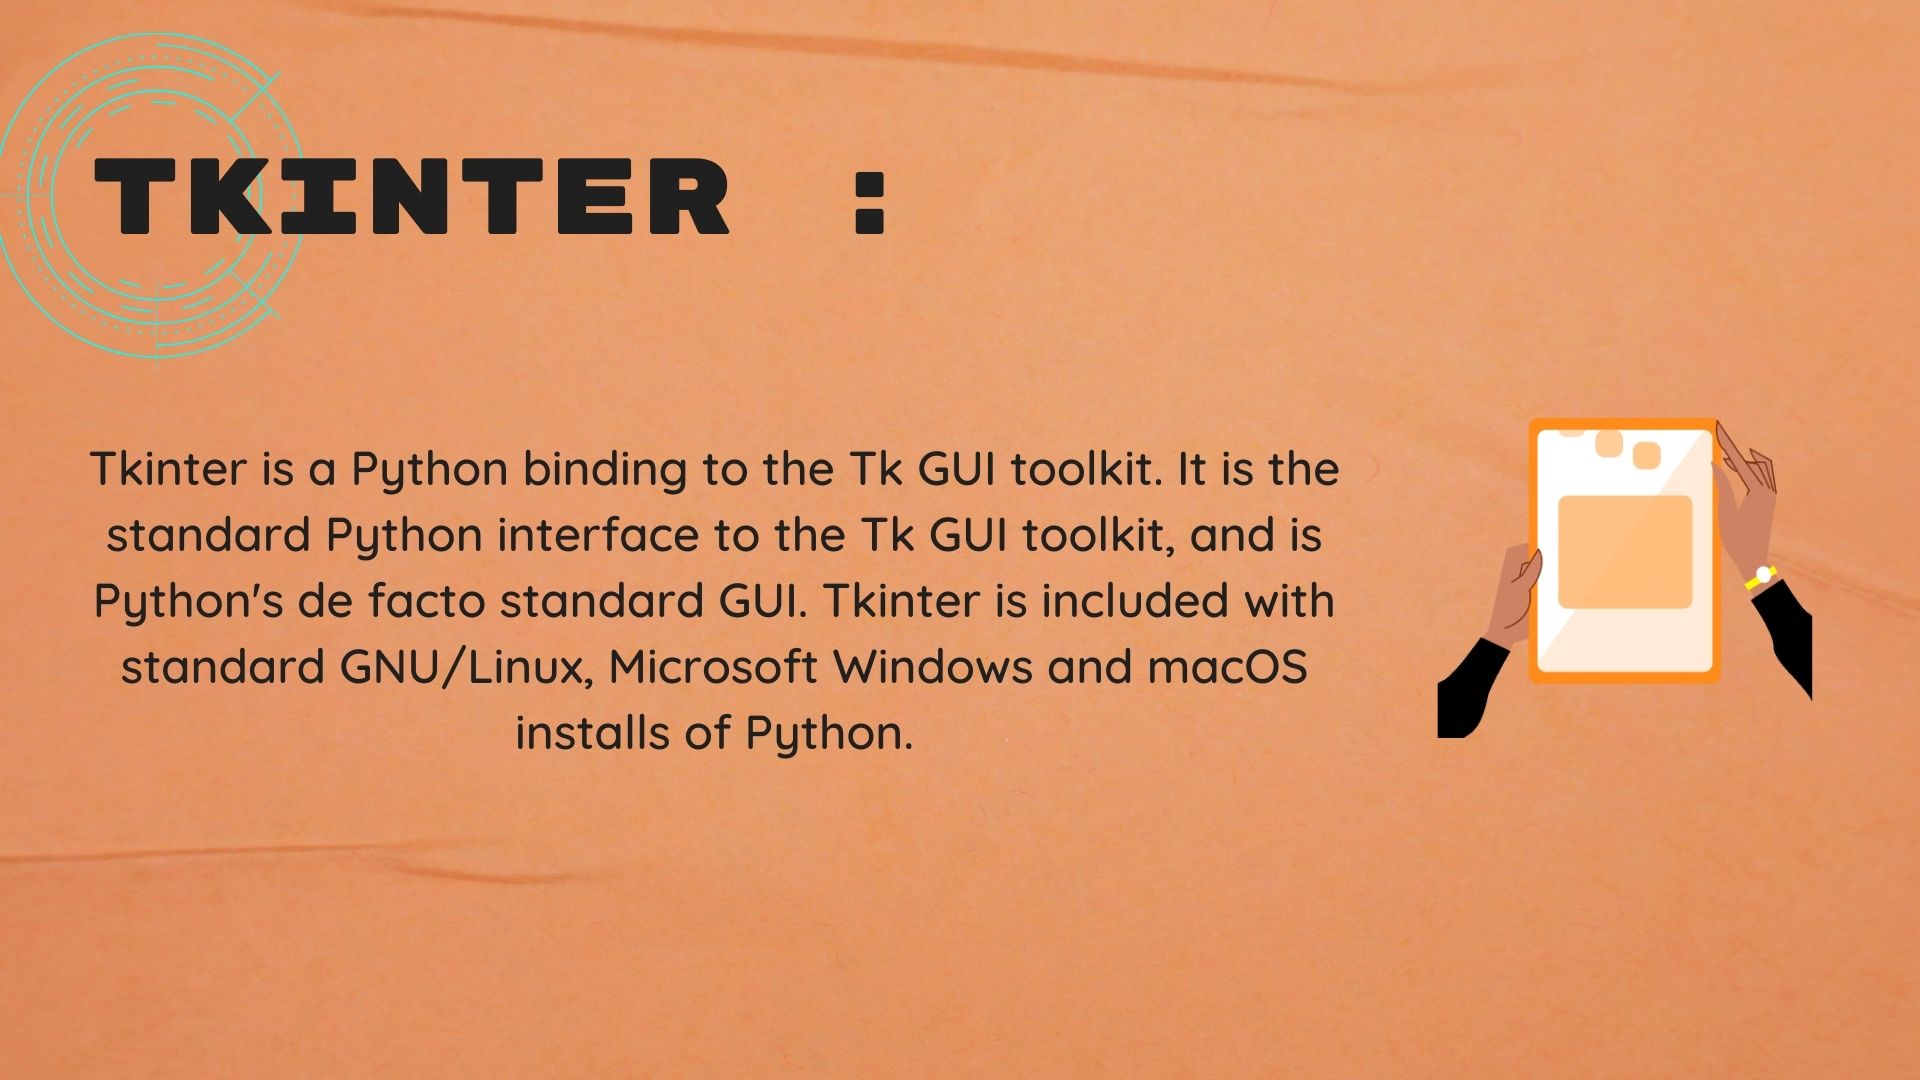 TKINTER :
Tkinter is a Python binding to the Tk GUI toolkit. It is the
standard Python interface to the Tk GUI toolkit, and is
Python's de facto standard GUI. Tkinter is included with
standard GNU/Linux, Microsoft Windows and macOS
installs of Python.